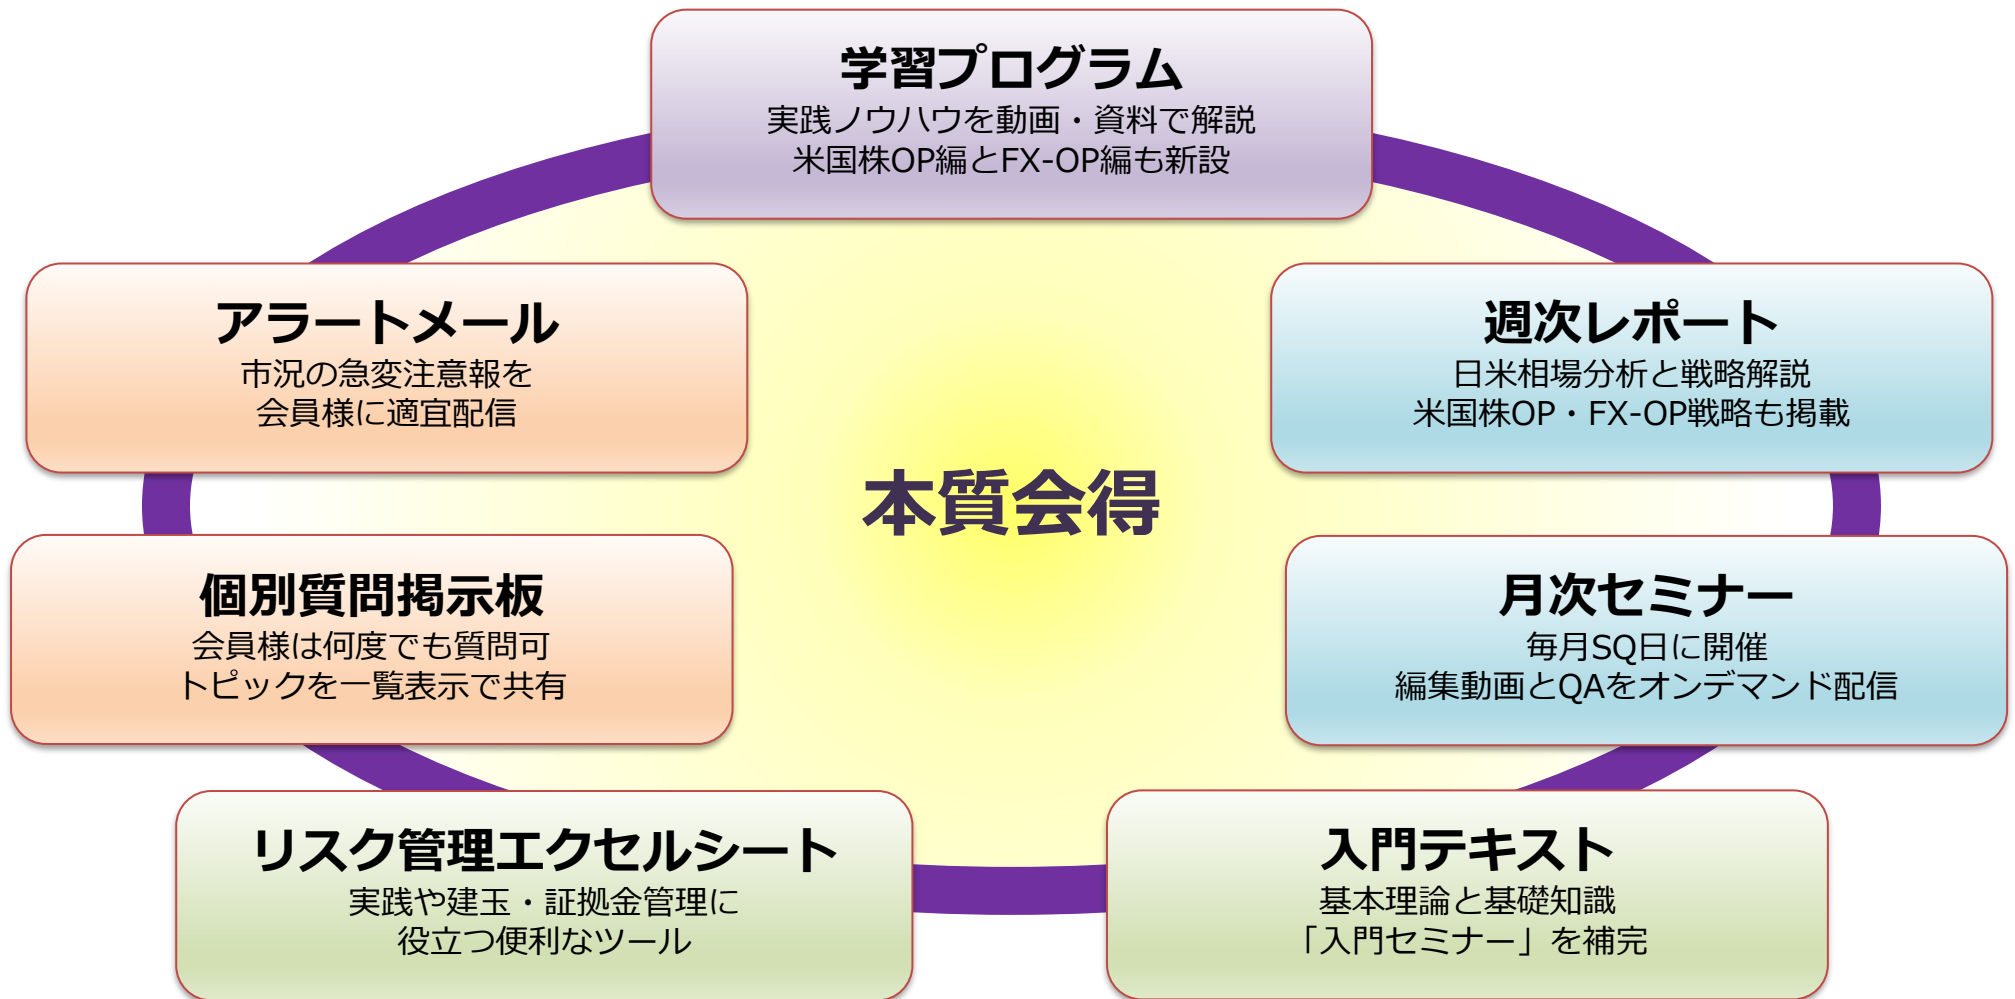 学習プログラム
実践ノウハウを動画・資料で解説
米国株OP編とFX-OP編も新設
アラートメール
市況の急変注意報を
会員様に適宜配信
週次レポート
日米相場分析と戦略解説
米国株OP・FX-OP戦略も掲載
本質会得
個別質問掲示板
会員様は何度でも質問可
トピックを一覧表示で共有
月次セミナー
毎月SQ日に開催
編集動画とQAをオンデマンド配信
リスク管理エクセルシート
実践や建玉・証拠金管理に
役立つ便利なツール
入門テキスト
基本理論と基礎知識
「入門セミナー」を補完